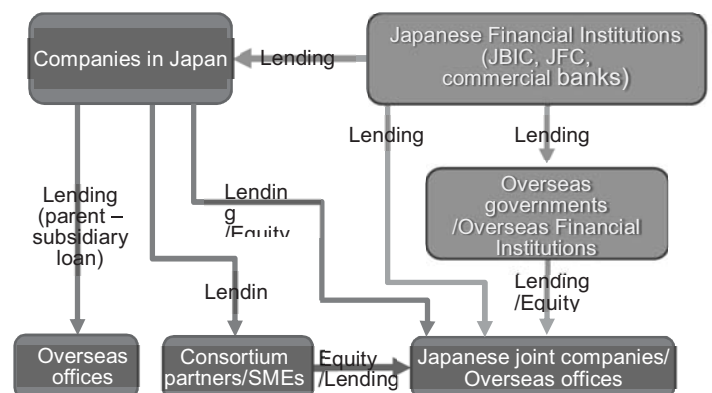 Companies in Japan
Lending
Japanese Financial Institutions
(JBIC, JFC,
commercial banks)
Lending
Lending
Lending
(parent –
subsidiary
loan)
Lendin
g
/Equity
Overseas
governments
/Overseas Financial
Institutions
Lendin
Lending
/Equity
Overseas
offices
Consortium
partners/SMEs
Equity
/Lending
Japanese joint companies/
Overseas offices